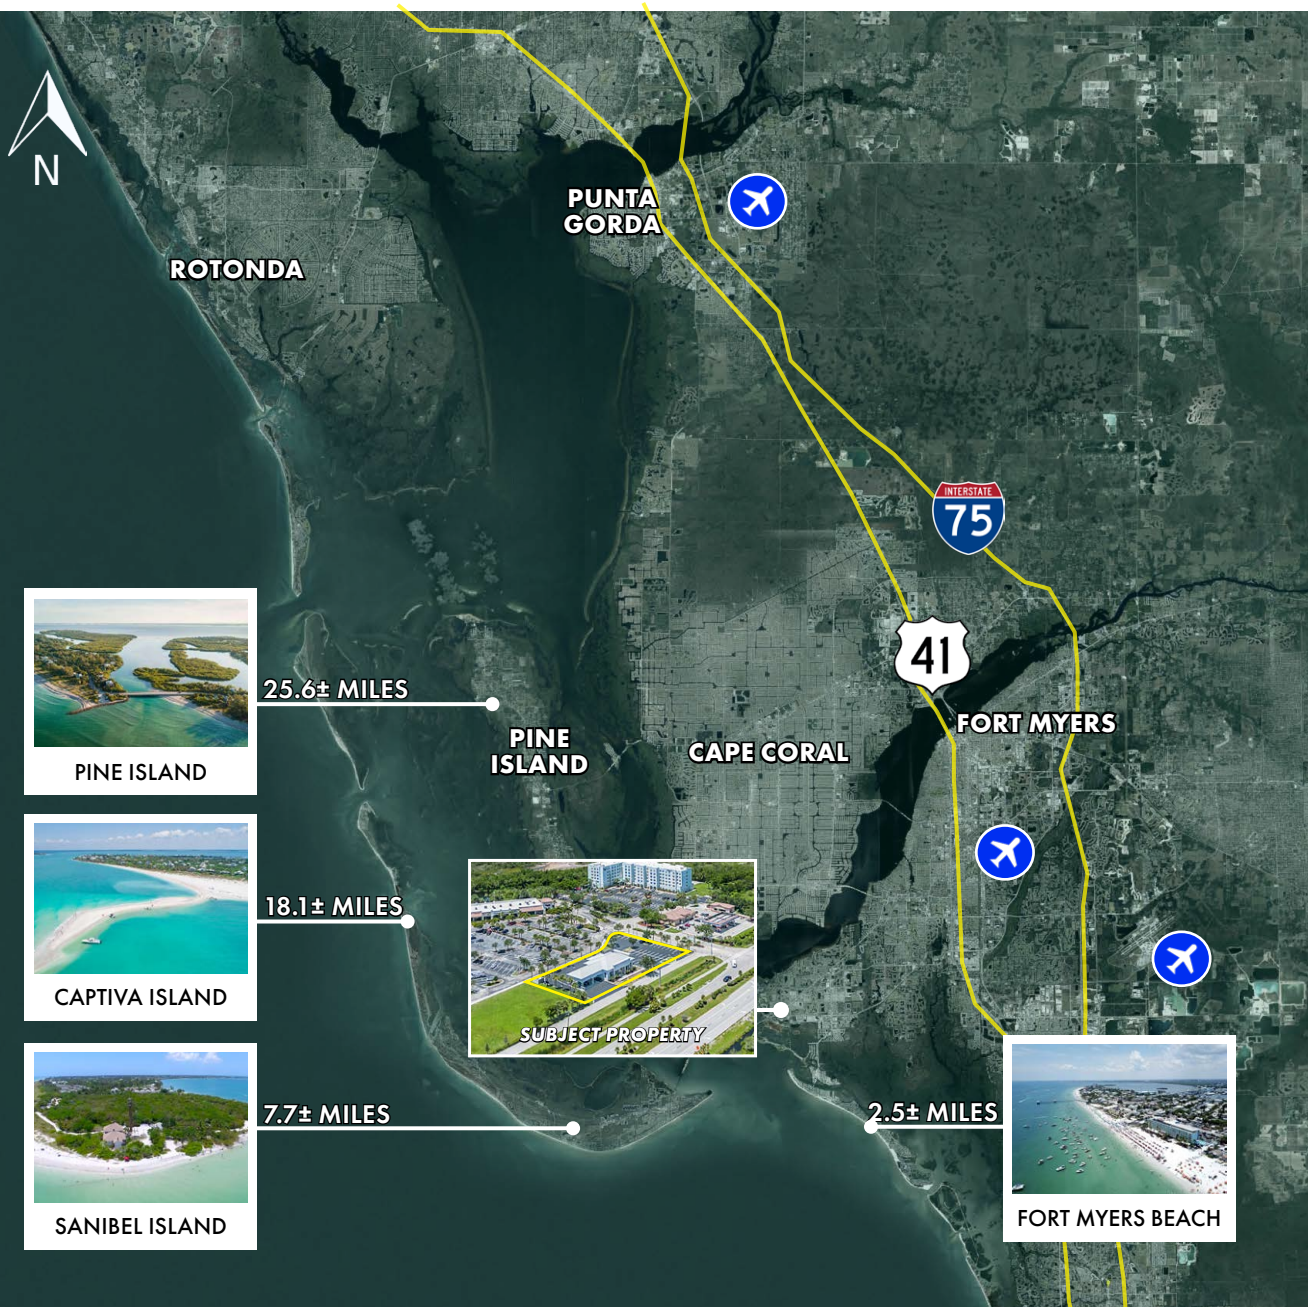 N
PUNTA
GORDA
ROTONDA
INTERSTATE
75
41
25.6± MILES
PINE ISLAND
PINE
ISLAND
CAPE CORAL
FORT MYERS
18.1± MILES
CAPTIVA ISLAND
SUBJECT PROPERTY
7.7± MILES
SANIBEL ISLAND
2.5± MILES
FORT MYERS BEACH